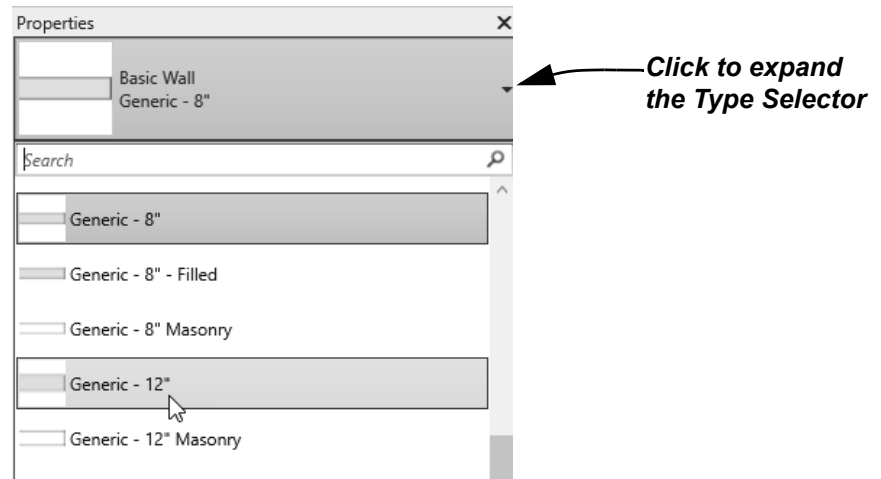 Properties
Basic Wall
Generic - 8"
Click to expand
the Type Selector
Search
Generic - 8"
Generic - 8" - Filled
Generic - 8" Masonry
Generic - 12"
Generic - 12" Masonry